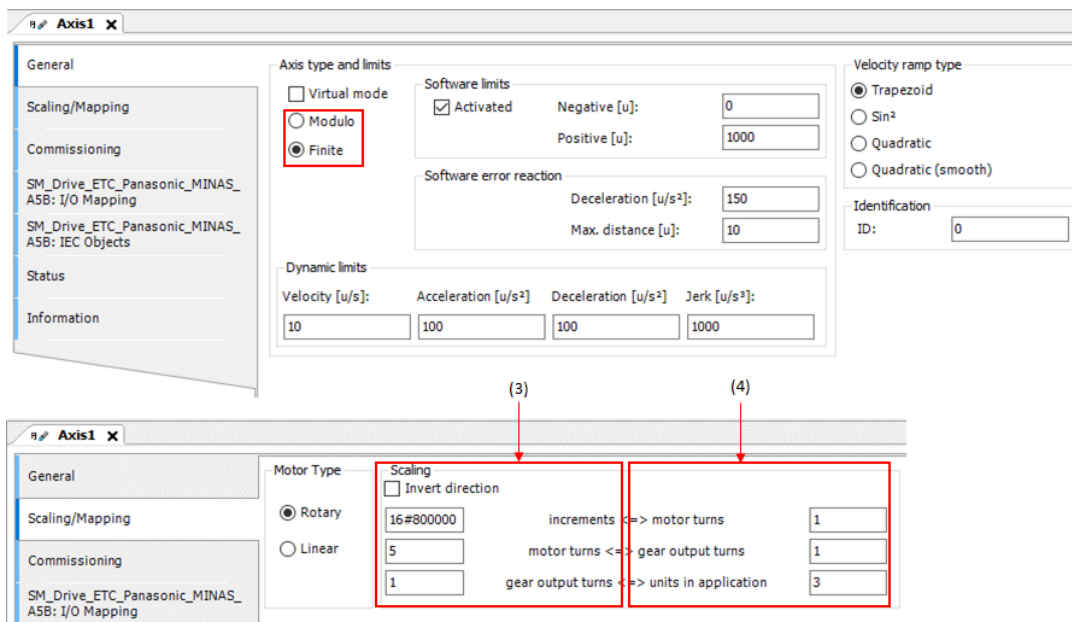 Axis1 X
General
Scaling/Mapping
Commissioning
SM_Drive_ETC_Panasonic_MINAS_
A5B: I/O Mapping
SM_Drive_ETC_Panasonic_MINAS_
A5B: IEC Objects
Status
Information
Axis type and limits
Virtual mode
Modulo
Finite
Software limits
Activated
Negative [u]: 0
Positive [u]: 1000
Software error reaction
Deceleration [u/s²]: 150
Max. distance [u]: 10
Dynamic limits
Velocity [u/s]: Acceleration [u/s²] Deceleration [u/s²] Jerk [u/s³]:
10 100 100 1000
Velocity ramp type
Trapezoid
Sin²
Quadratic
Quadratic (smooth)
Identification
ID: 0
(3) (4)
Axis1 X
General
Scaling/Mapping
Commissioning
SM_Drive_ETC_Panasonic_MINAS_
A5B: I/O Mapping
Motor Type
Rotary
Linear
Scaling
Invert direction
16#800000 increments <=> motor turns 1
5 motor turns <=> gear output turns 1
1 gear output turns <=> units in application 3